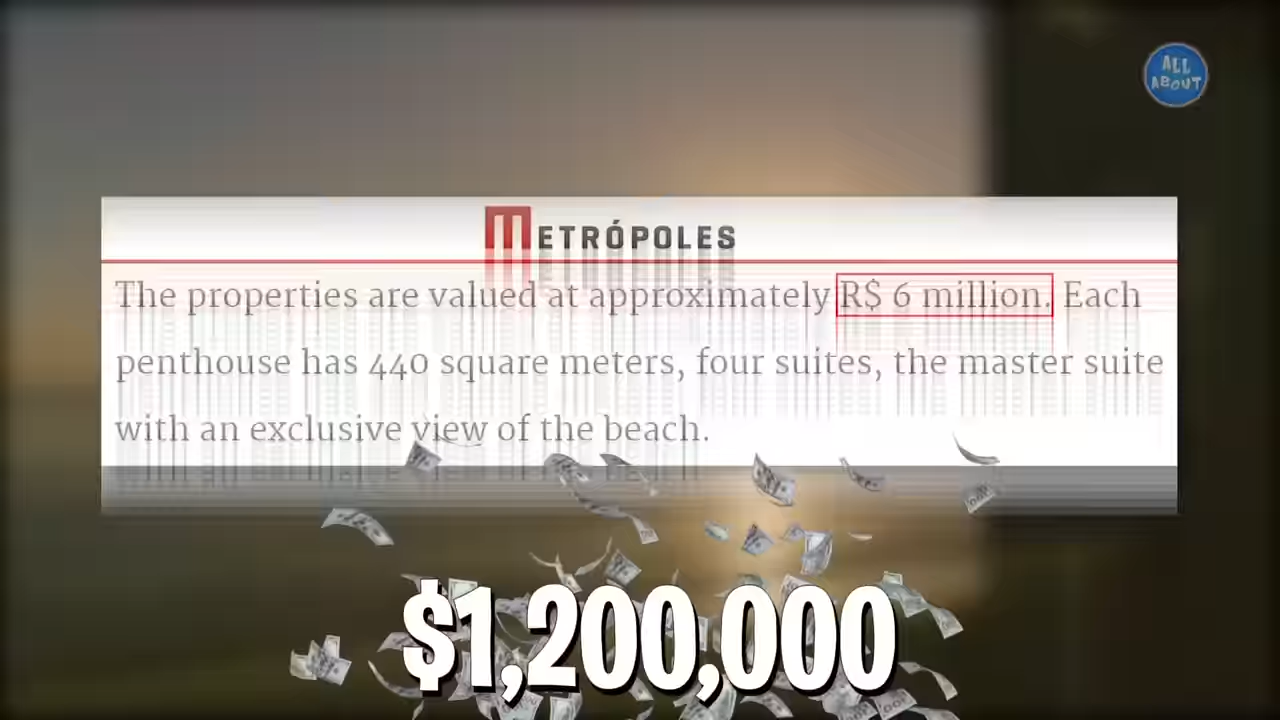 ALL
ABOUT
METRÓPOLES
The properties are valued at approximately R$ 6 million. Each
penthouse has 440 square meters, four suites, the master suite
with an exclusive view of the beach.
$1,200,000